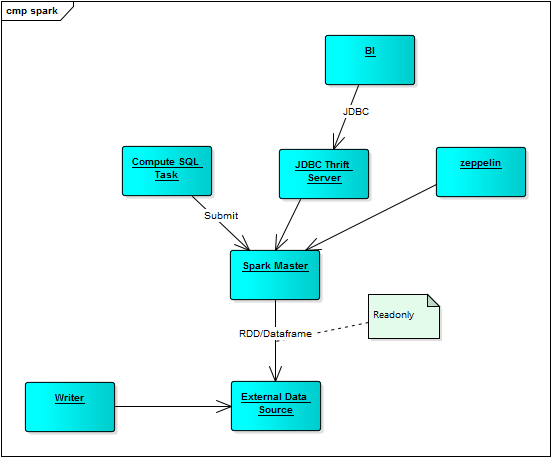 cmp spark
BI
JDBC
Compute SQL
Task
JDBC Thrift
Server
zeppelin
Submit
Spark Master
Readonly
RDD/Dataframe
Writer
External Data
Source